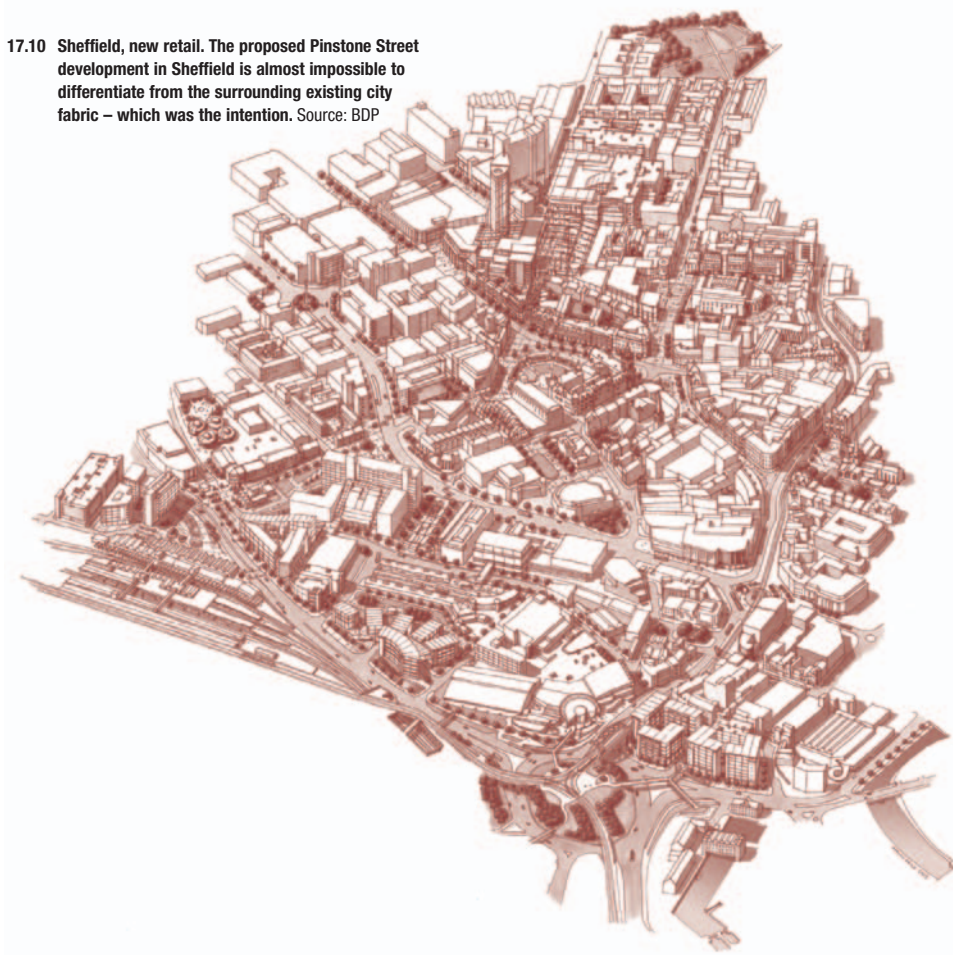 17.10 Sheffield, new retail. The proposed Pinstone Street
development in Sheffield is almost impossible to
differentiate from the surrounding existing city
fabric – which was the intention. Source: BDP